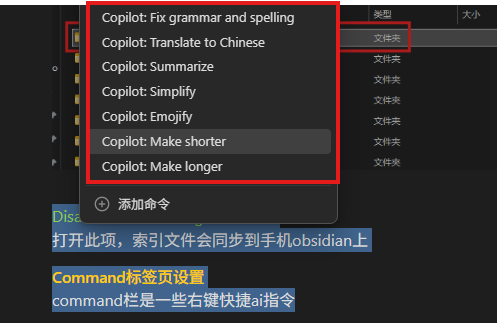 类型 大小
Copilot: Fix grammar and spelling
文件夹
Copilot: Translate to Chinese
文件夹
Copilot: Summarize
文件夹
Copilot: Simplify
文件夹
Copilot: Emojify
文件夹
Copilot: Make shorter
文件夹
Copilot: Make longer
文件夹
添加命令
打开此项，索引文件会同步到手机obsidian上
Command标签页设置
command栏是一些右键快捷ai指令